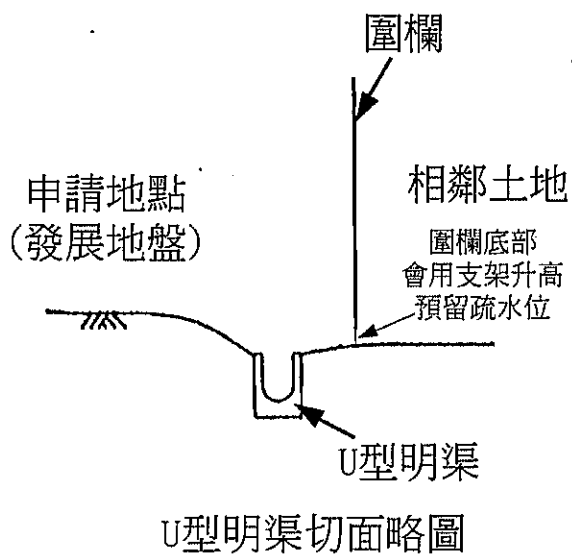 圍欄
申請地點
(發展地盤)
相鄰土地
圍欄底部
會用支架升高
預留疏水位
U型明渠
U型明渠切面略圖